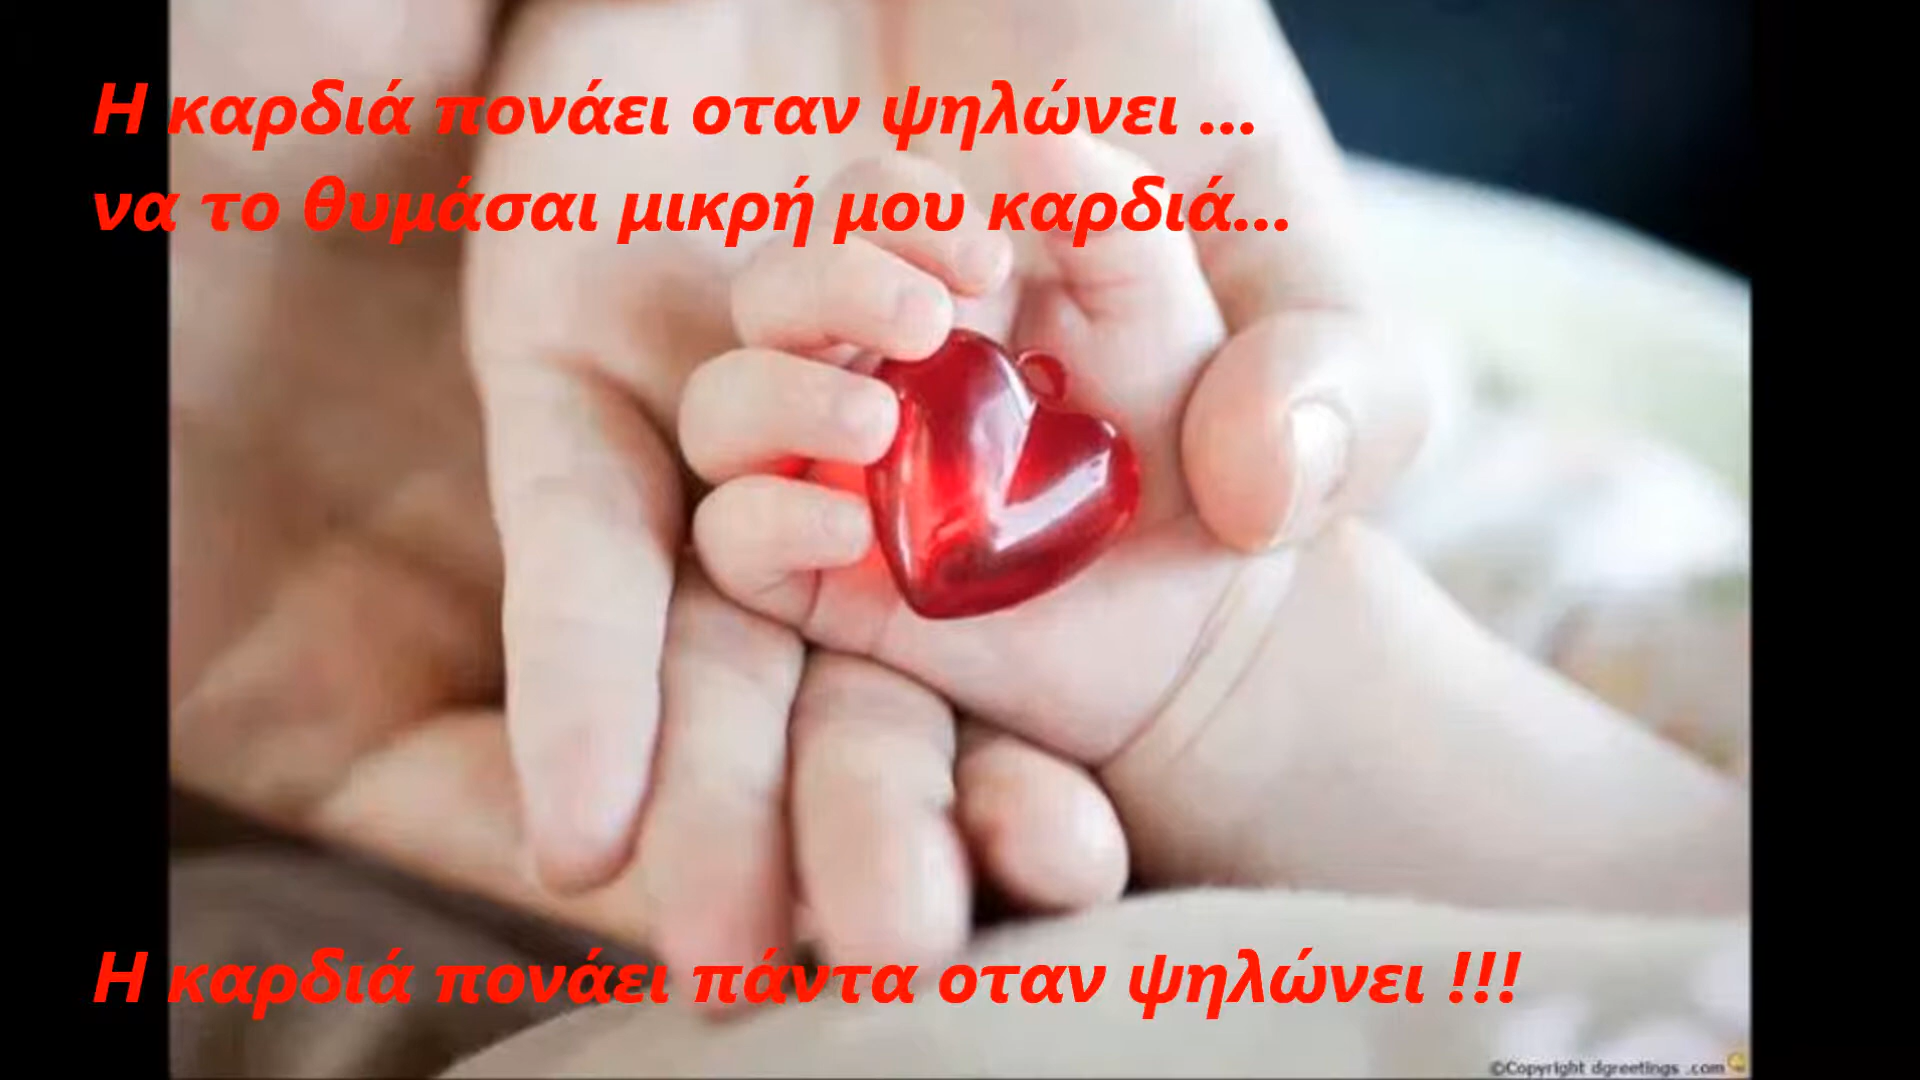 Η καρδιά πονάει οταν ψηλώνει ...
να το θυμάσαι μικρή μου καρδιά...
Η καρδιά πονάει πάντα οταν ψηλώνει !!!
©Copyright dgreetings .com